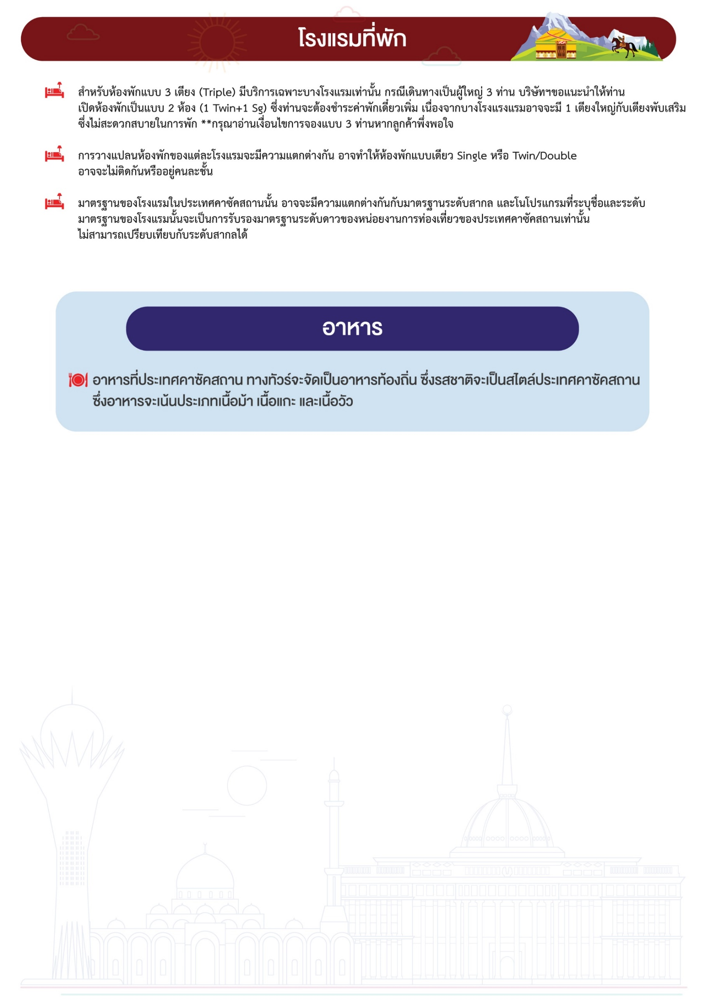 โรงแรมที่พัก
สำหรับห้องพักแบบ 3 เตียง (Triple) มีบริการเฉพาะบางโรงแรมเท่านั้น กรณีเดินทางเป็นผู้ใหญ่ 3 ท่าน บริษัทฯขอแนะนำให้ท่าน
เปิดห้องพักเป็นแบบ 2 ห้อง (1 Twin+1 Sg) ซึ่งท่านจะต้องชำระค่าพักเดี๋ยวเพิ่ม เนื่องจากบางโรงแรงแรมอาจจะมี 1 เตียงใหญ่กับเตียงพับเสริม
ซึ่งไม่สะดวกสบายในการพัก **กรุณาอ่านเงื่อนไขการจองแบบ 3 ท่านหากลูกค้าพึ่งพอใจ
การวางแปลนห้องพักของแต่ละโรงแรมจะมีความแตกต่างกัน อาจทำให้ห้องพักแบบเดียว Single หรือ Twin/Double
อาจจะไม่ติดกันหรืออยู่คนละชั้น
มาตรฐานของโรงแรมในประเทศคาซัคสถานนั้น อาจจะมีความแตกต่างกันกับมาตรฐานระดับสากล และโนโปรแกรมที่ระบุชื่อและระดับ
มาตรฐานของโรงแรมนั้นจะเป็นการรับรองมาตรฐานระดับดาวของหน่อยงานการท่องเที่ยวของประเทศคาซัคสถานเท่านั้น
ไม่สามารถเปรียบเทียบกับระดับสากลได้
อาหาร
อาหารที่ประเทศคาซัคสถาน ทางทัวร์จะจัดเป็นอาหารท้องถิ่น ซึ่งรสชาติจะเป็นสไตล์ประเทศคาซัคสถาน
ซึ่งอาหารจะเน้นประเภทเนื้อม้า เนื้อแกะ และเนื้อวัว